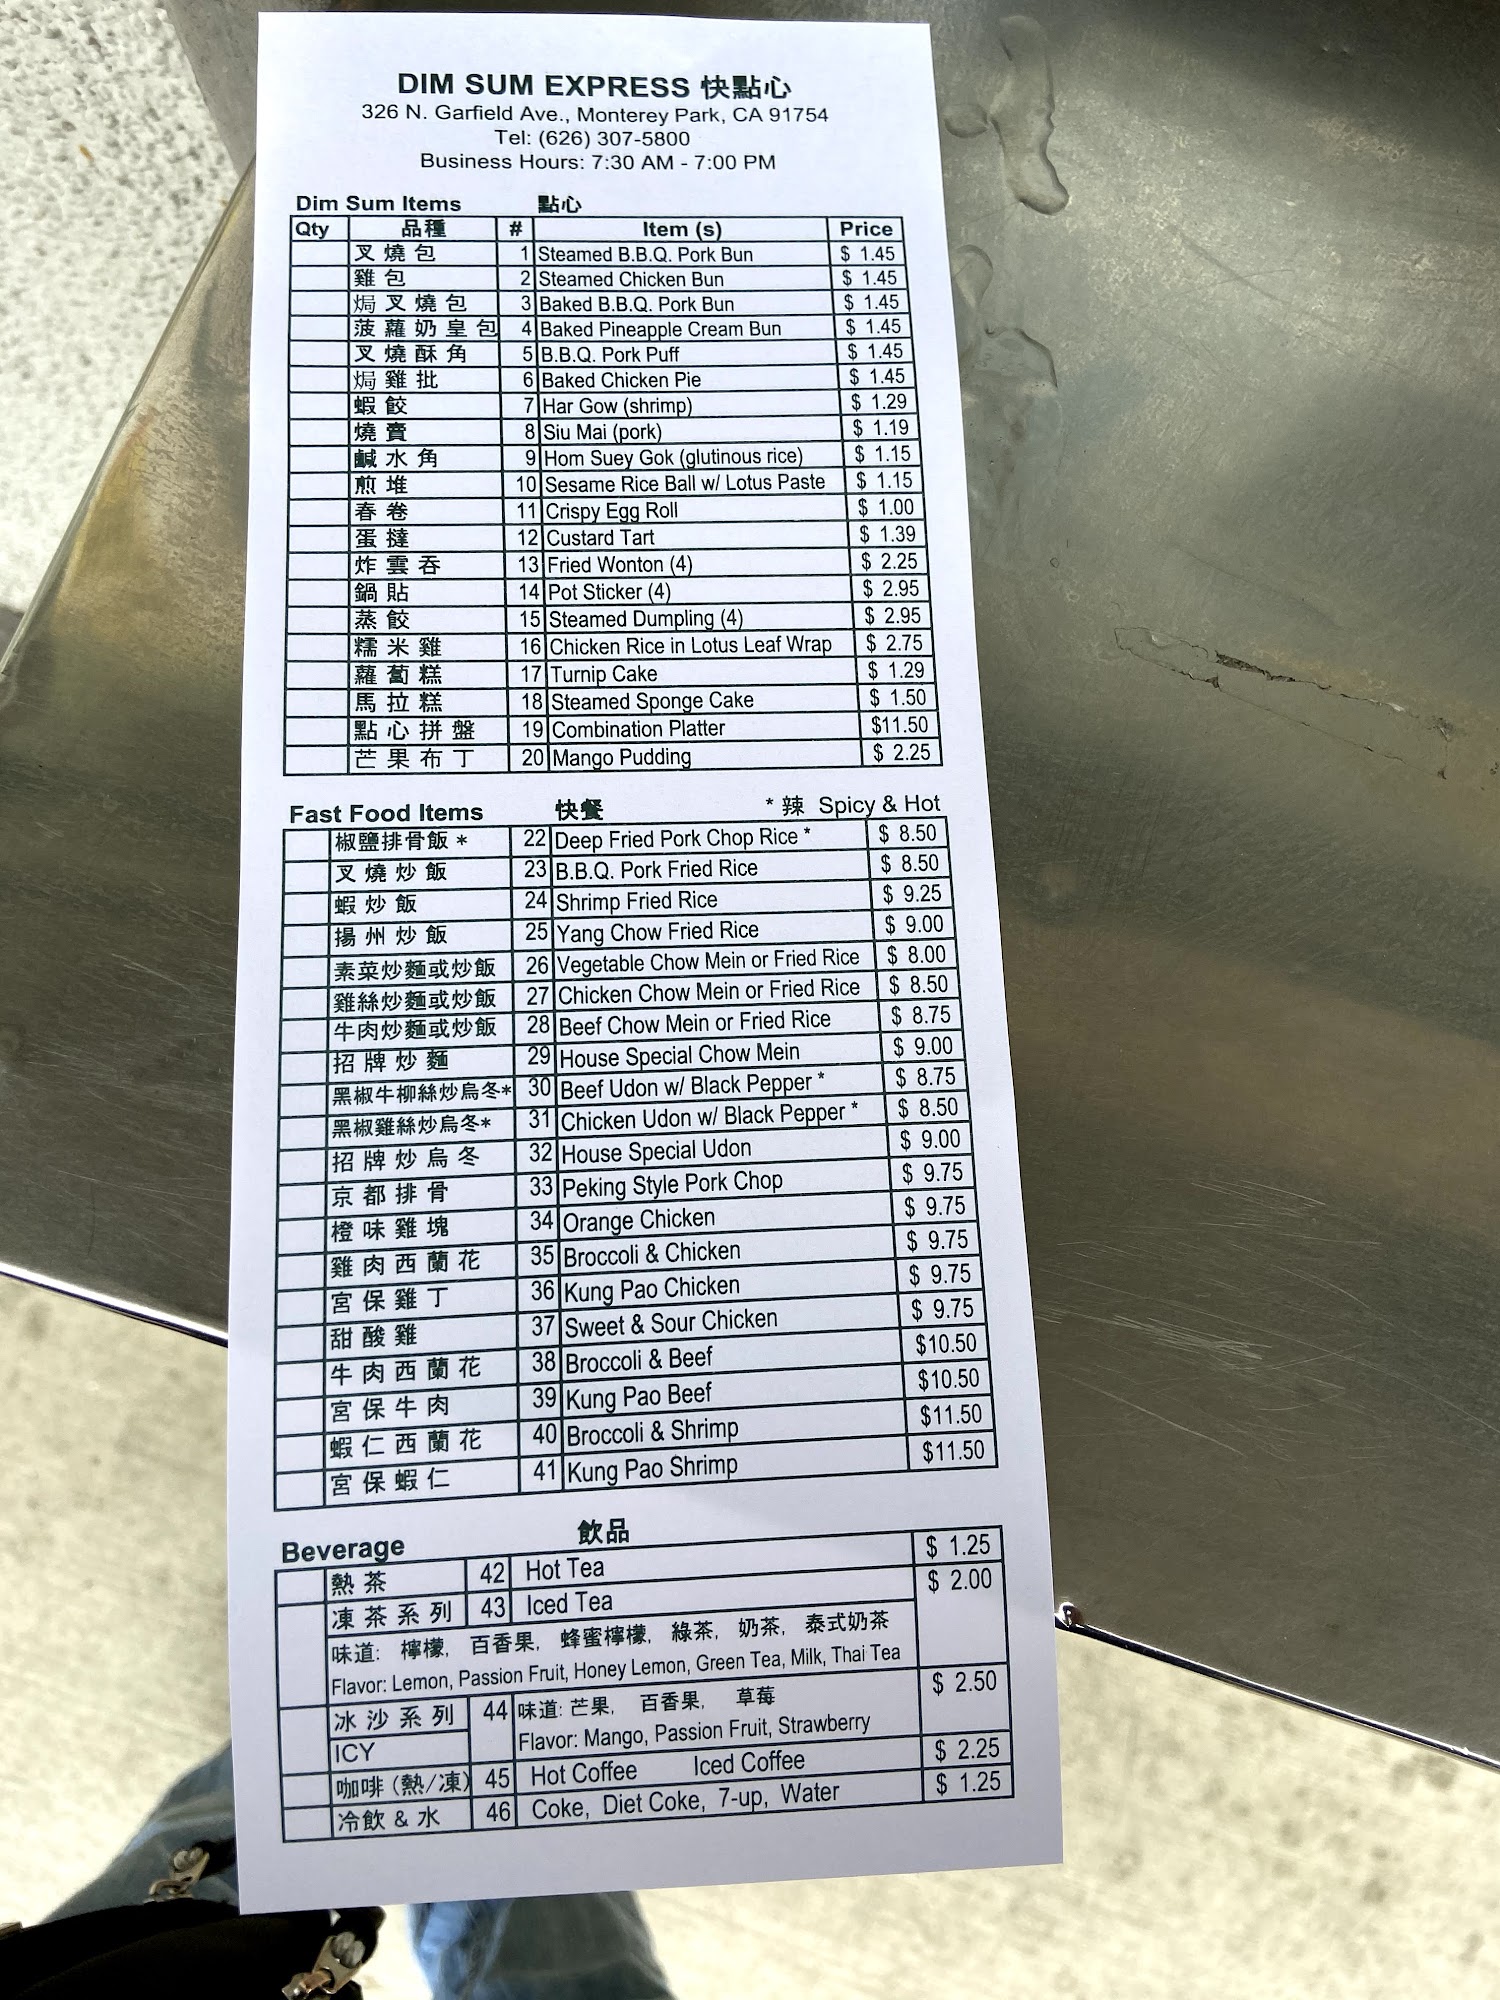 DIM SUM EXPRESS 快點心
326 N. Garfield Ave., Monterey Park, CA 91754
Tel: (626) 307-5800
Business Hours: 7:30 AM - 7:00 PM
Dim Sum Items 點心
Qty 品種 # Item (s) Price
叉燒包 1 Steamed B.B.Q. Pork Bun $ 1.45
雞包 2 Steamed Chicken Bun $ 1.45
焗叉燒包 3 Baked B.B.Q. Pork Bun $ 1.45
菠蘿奶皇包 4 Baked Pineapple Cream Bun $ 1.45
叉燒酥角 5 B.B.Q. Pork Puff $ 1.45
焗雞批 6 Baked Chicken Pie $ 1.45
蝦餃 7 Har Gow (shrimp) $ 1.29
燒賣 8 Siu Mai (pork) $ 1.19
鹹水角 9 Hom Suey Gok (glutinous rice) $ 1.15
煎堆 10 Sesame Rice Ball w/ Lotus Paste $ 1.15
春卷 11 Crispy Egg Roll $ 1.00
蛋撻 12 Custard Tart $ 1.39
炸雲吞 13 Fried Wonton (4) $ 2.25
鍋貼 14 Pot Sticker (4) $ 2.95
蒸餃 15 Steamed Dumpling (4) $ 2.95
糯米雞 16 Chicken Rice in Lotus Leaf Wrap $ 2.75
蘿蔔糕 17 Turnip Cake $ 1.29
馬拉糕 18 Steamed Sponge Cake $ 1.50
點心拼盤 19 Combination Platter $11.50
芒果布丁 20 Mango Pudding $ 2.25
Fast Food Items 快餐 * 辣 Spicy & Hot
椒鹽排骨飯 * 22 Deep Fried Pork Chop Rice * $ 8.50
叉燒炒飯 23 B.B.Q. Pork Fried Rice $ 8.50
蝦炒飯 24 Shrimp Fried Rice $ 9.25
揚州炒飯 25 Yang Chow Fried Rice $ 9.00
素菜炒麵或炒飯 26 Vegetable Chow Mein or Fried Rice $ 8.00
雞絲炒麵或炒飯 27 Chicken Chow Mein or Fried Rice $ 8.50
牛肉炒麵或炒飯 28 Beef Chow Mein or Fried Rice $ 8.75
招牌炒麵 29 House Special Chow Mein $ 9.00
黑椒牛柳絲炒烏冬* 30 Beef Udon w/ Black Pepper * $ 8.75
黑椒雞絲炒烏冬* 31 Chicken Udon w/ Black Pepper * $ 8.50
招牌炒烏冬 32 House Special Udon $ 9.00
京都排骨 33 Peking Style Pork Chop $ 9.75
橙味雞塊 34 Orange Chicken $ 9.75
雞肉西蘭花 35 Broccoli & Chicken $ 9.75
宮保雞丁 36 Kung Pao Chicken $ 9.75
甜酸雞 37 Sweet & Sour Chicken $ 9.75
牛肉西蘭花 38 Broccoli & Beef $10.50
宮保牛肉 39 Kung Pao Beef $10.50
蝦仁西蘭花 40 Broccoli & Shrimp $11.50
宮保蝦仁 41 Kung Pao Shrimp $11.50
Beverage 飲品
熱茶 42 Hot Tea $ 1.25
凍茶系列 43 Iced Tea $ 2.00
味道: 檸檬, 百香果, 蜂蜜檸檬, 綠茶, 奶茶, 泰式奶茶
Flavor: Lemon, Passion Fruit, Honey Lemon, Green Tea, Milk, Thai Tea
冰沙系列 44 味道: 芒果, 百香果, 草莓 $ 2.50
ICY Flavor: Mango, Passion Fruit, Strawberry
咖啡 (熱/凍) 45 Hot Coffee Iced Coffee $ 2.25
冷飲 & 水 46 Coke, Diet Coke, 7-up, Water $ 1.25